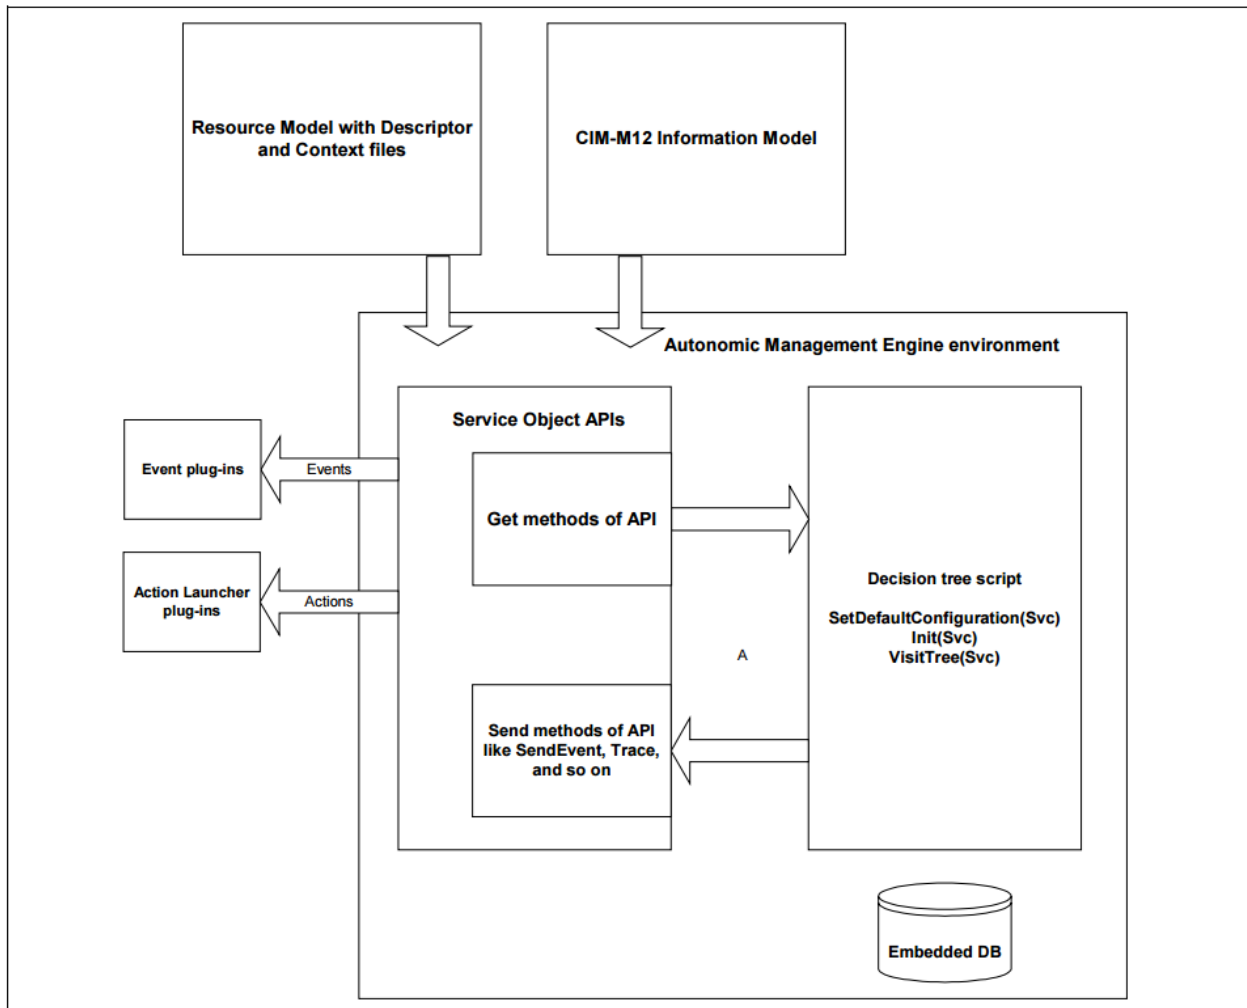 Resource Model with Descriptor
and Context files
CIM-M12 Information Model
Autonomic Management Engine environment
Service Object APIs
Event plug-ins
Events
Get methods of API
Action Launcher
plug-ins
Actions
Decision tree script
SetDefaultConfiguration(Svc)
Init(Svc)
VisitTree(Svc)
A
Send methods of API
like SendEvent, Trace,
and so on
Embedded DB